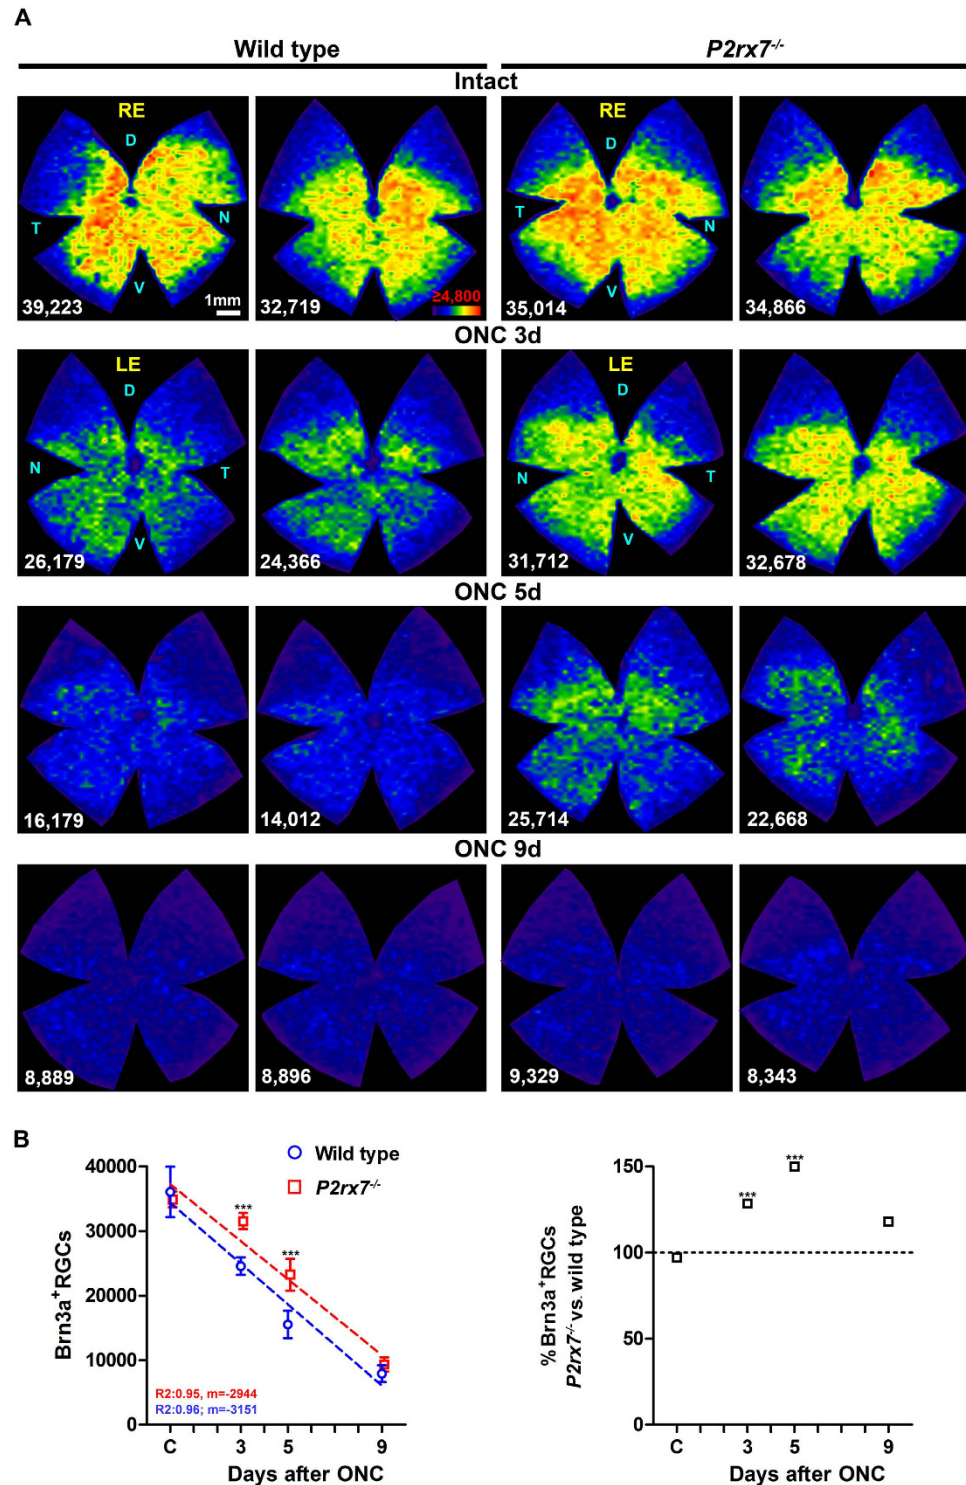 A
Wild type
P2rx7-/-
Intact
RE
D
T
N
V
39,223
1mm
32,719
≥4,800
RE
D
T
N
V
35,014
34,866
ONC 3d
LE
D
N
T
V
26,179
24,366
LE
D
N
T
V
31,712
32,678
ONC 5d
16,179
14,012
25,714
22,668
ONC 9d
8,889
8,896
9,329
8,343
B
Wild type
P2rx7-/-
Brn3a+RGCs
40000
30000
20000
10000
0
***
***
R2:0.95, m=-2944
R2:0.96; m=-3151
C 3 5 9
Days after ONC
% Brn3a+RGCs
P2rx7-/- vs. wild type
150
100
50
0
***
***
C 3 5 9
Days after ONC